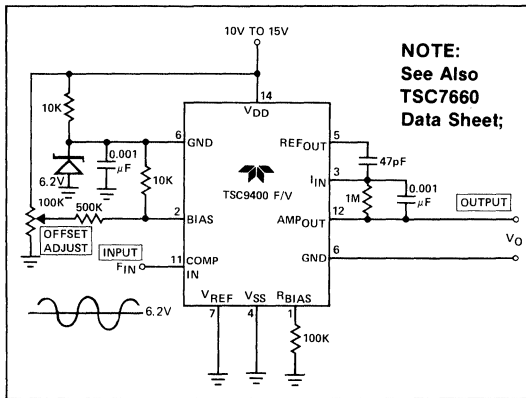 10V TO 15V
NOTE:
See Also
TSC7660
Data Sheet;
14
VDD
10K
6
GND
REFOUT
5
6.2V
0.001
µF
10K
47pF
IIN
3
TSC9400 F/V
1M
0.001
µF
100K
500K
2
BIAS
AMPOUT
12
OUTPUT
OFFSET
ADJUST
INPUT
FIN
11
COMP
IN
GND
6
VO
6.2V
VREF
VSS
RBIAS
7
4
1
100K